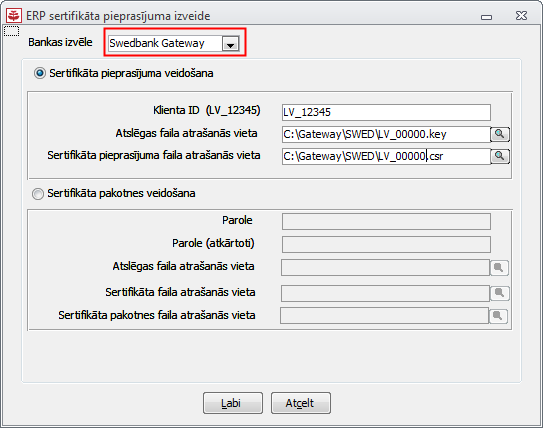 ERP sertifikāta pieprasījuma izveide
Bankas izvēle Swedbank Gateway
Sertifikāta pieprasījuma veidošana
Klienta ID (LV_12345) LV_12345
Atslēgas faila atrašanās vieta C:\Gateway\SWED\LV_00000.key
Sertifikāta pieprasījuma faila atrašanās vieta C:\Gateway\SWED\LV_00000.csr
Sertifikāta pakotnes veidošana
Parole
Parole (atkārtoti)
Atslēgas faila atrašanās vieta
Sertifikāta faila atrašanās vieta
Sertifikāta pakotnes faila atrašanās vieta
Labi Atcelt